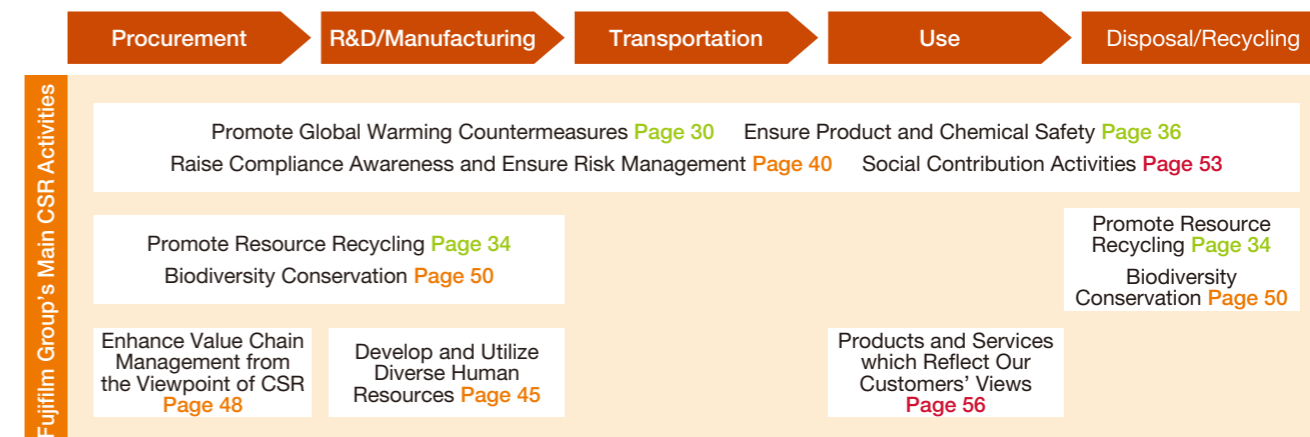 Procurement
R&D/Manufacturing
Transportation
Use
Disposal/Recycling
Fujifilm Group's Main CSR Activities
Promote Global Warming Countermeasures Page 30 Ensure Product and Chemical Safety Page 36
Raise Compliance Awareness and Ensure Risk Management Page 40 Social Contribution Activities Page 53
Promote Resource Recycling Page 34
Biodiversity Conservation Page 50
Promote Resource
Recycling Page 34
Biodiversity
Conservation Page 50
Enhance Value Chain
Management from
the Viewpoint of CSR
Page 48
Develop and Utilize
Diverse Human
Resources Page 45
Products and Services
which Reflect Our
Customers' Views
Page 56